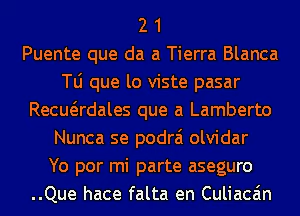 2 1
Puente que da a Tierra Blanca
Tú que lo viste pasar
Recuérdales que a Lamberto
Nunca se podrá olvidar
Yo por mi parte aseguro
..Que hace falta en Culiacán